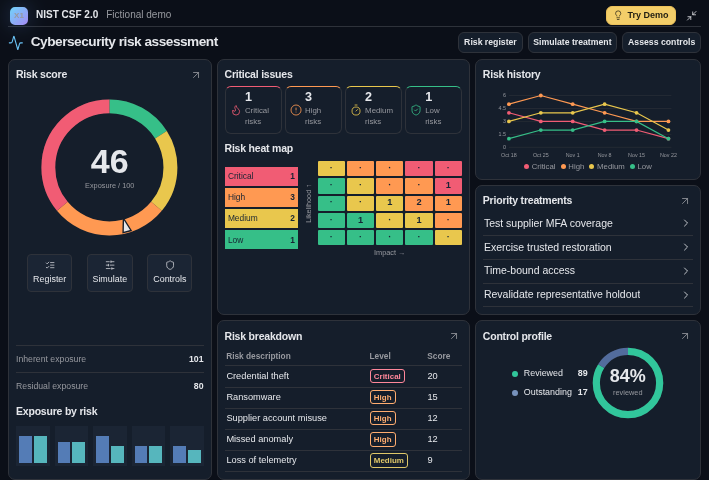 NIST CSF 2.0 Fictional demo
Try Demo
Cybersecurity risk assessment
Risk register
Simulate treatment
Assess controls
Risk score
46
Exposure / 100
Register
Simulate
Controls
Inherent exposure 101
Residual exposure 80
Exposure by risk
Critical issues
1 Critical risks
3 High risks
2 Medium risks
1 Low risks
Risk heat map
Critical 1
High 3
Medium 2
Low 1
Likelihood ↑
· · · · ·
· · · · 1
· · 1 2 1
· 1 · 1 ·
· · · · ·
Impact →
Risk breakdown
Risk description Level Score
Credential theft Critical 20
Ransomware High 15
Supplier account misuse High 12
Missed anomaly High 12
Loss of telemetry Medium 9
Risk history
6
4.5
3
1.5
0
Oct 18 Oct 25 Nov 1 Nov 8 Nov 15 Nov 22
Critical High Medium Low
Priority treatments
Test supplier MFA coverage
Exercise trusted restoration
Time-bound access
Revalidate representative holdout
Control profile
Reviewed 89
Outstanding 17
84%
reviewed